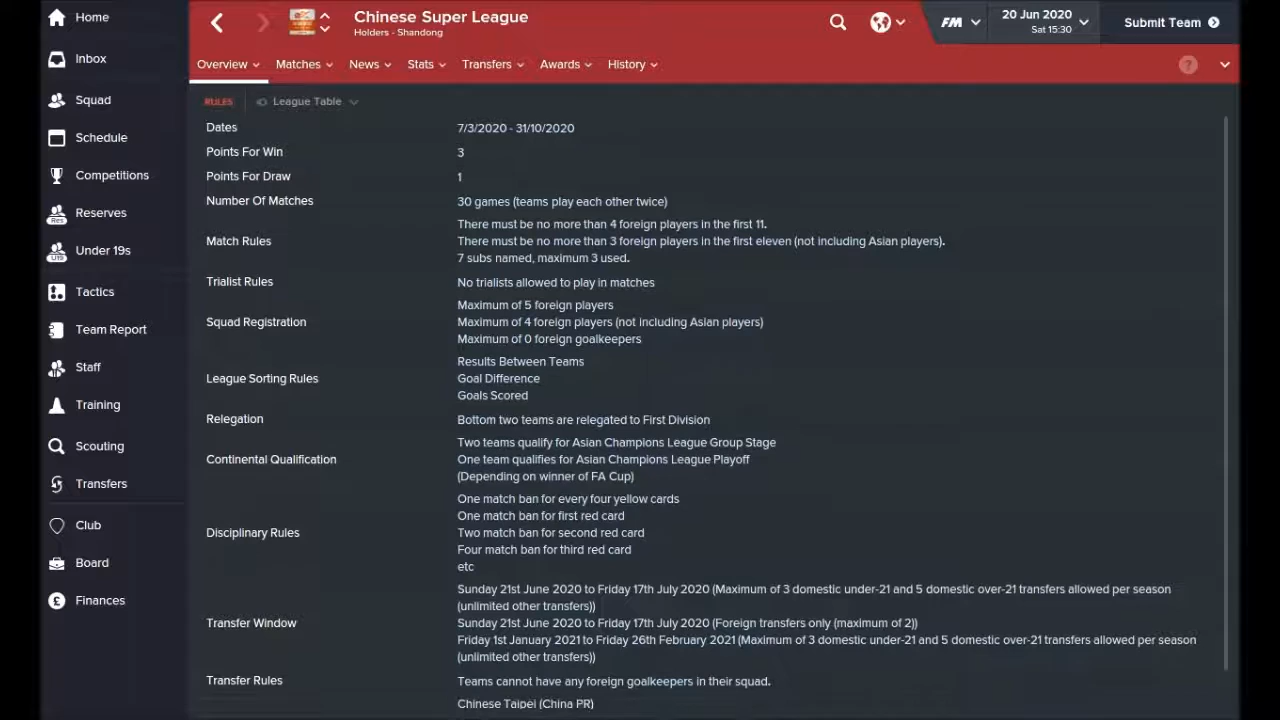 Home
Inbox
Squad
Schedule
Competitions
Reserves
Under 19s
Tactics
Team Report
Staff
Training
Scouting
Transfers
Club
Board
Finances
Chinese Super League
Holders - Shandong
FM
20 Jun 2020
Sat 15:30
Submit Team
Overview
Matches
News
Stats
Transfers
Awards
History
?
RULES
League Table
Dates
7/3/2020 - 31/10/2020
Points For Win
3
Points For Draw
1
Number Of Matches
30 games (teams play each other twice)
Match Rules
There must be no more than 4 foreign players in the first 11.
There must be no more than 3 foreign players in the first eleven (not including Asian players).
7 subs named, maximum 3 used.
Trialist Rules
No trialists allowed to play in matches
Squad Registration
Maximum of 5 foreign players
Maximum of 4 foreign players (not including Asian players)
Maximum of 0 foreign goalkeepers
League Sorting Rules
Results Between Teams
Goal Difference
Goals Scored
Relegation
Bottom two teams are relegated to First Division
Continental Qualification
Two teams qualify for Asian Champions League Group Stage
One team qualifies for Asian Champions League Playoff
(Depending on winner of FA Cup)
Disciplinary Rules
One match ban for every four yellow cards
One match ban for first red card
Two match ban for second red card
Four match ban for third red card
etc
Transfer Window
Sunday 21st June 2020 to Friday 17th July 2020 (Maximum of 3 domestic under-21 and 5 domestic over-21 transfers allowed per season
(unlimited other transfers))
Sunday 21st June 2020 to Friday 17th July 2020 (Foreign transfers only (maximum of 2))
Friday 1st January 2021 to Friday 26th February 2021 (Maximum of 3 domestic under-21 and 5 domestic over-21 transfers allowed per season
(unlimited other transfers))
Transfer Rules
Teams cannot have any foreign goalkeepers in their squad.
Chinese Taipei (China PR)